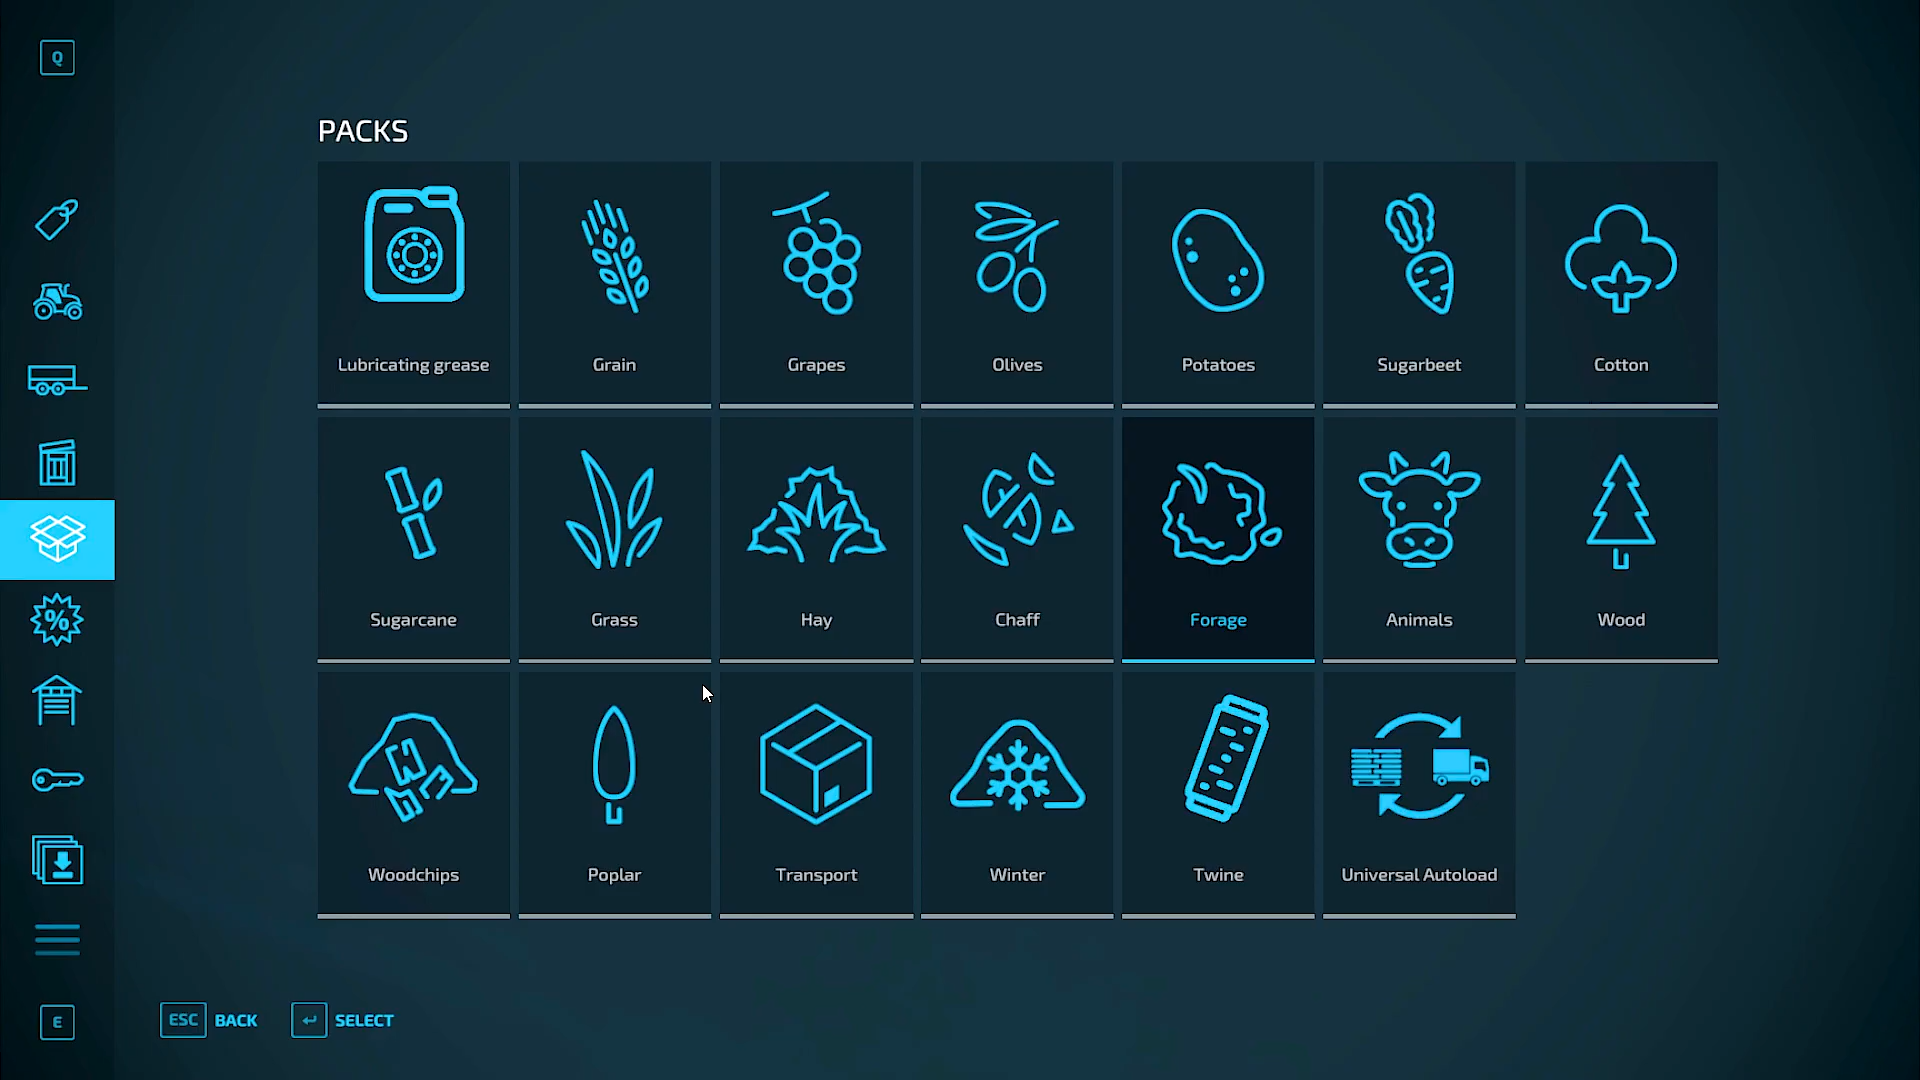 Q
PACKS
Lubricating grease
Grain
Grapes
Olives
Potatoes
Sugarbeet
Cotton
Sugarcane
Grass
Hay
Chaff
Forage
Animals
Wood
%
Woodchips
Poplar
Transport
Winter
Twine
Universal Autoload
E
ESC BACK SELECT